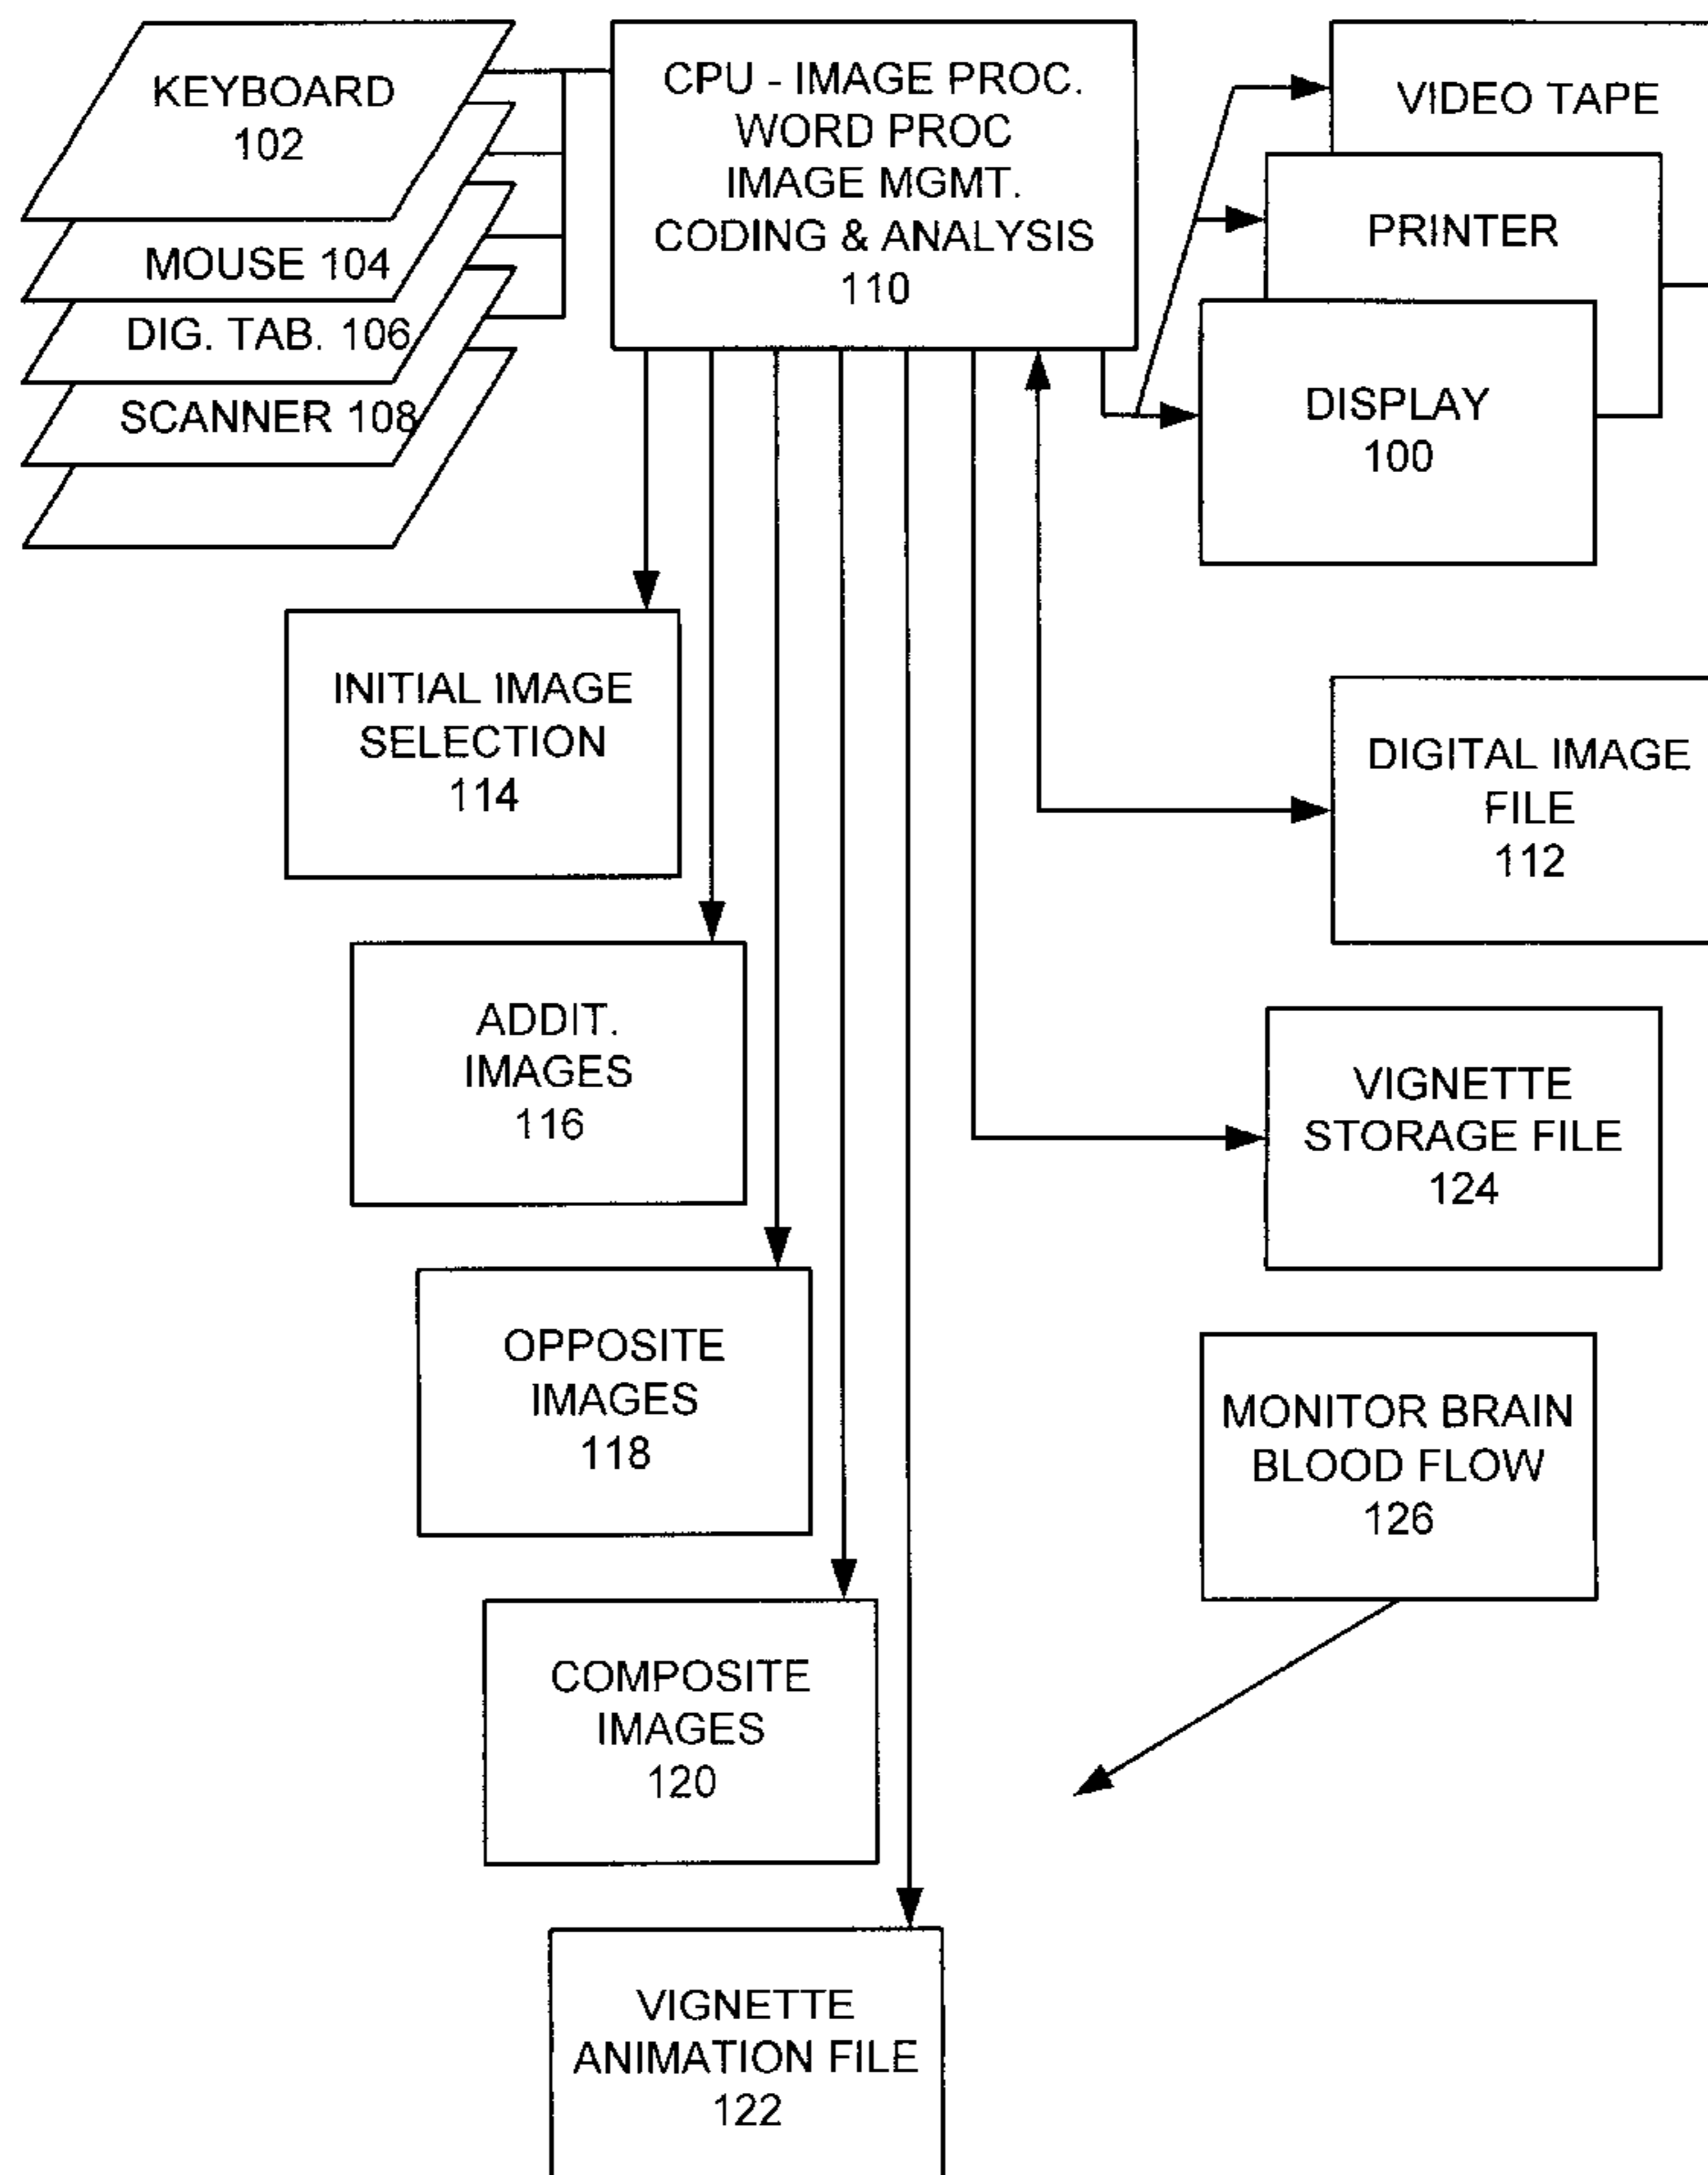 KEYBOARD
102
MOUSE 104
DIG. TAB. 106
SCANNER 108
CPU - IMAGE PROC.
WORD PROC
IMAGE MGMT.
CODING & ANALYSIS
110
VIDEO TAPE
PRINTER
DISPLAY
100
INITIAL IMAGE
SELECTION
114
DIGITAL IMAGE
FILE
112
ADDIT.
IMAGES
116
VIGNETTE
STORAGE FILE
124
OPPOSITE
IMAGES
118
MONITOR BRAIN
BLOOD FLOW
126
COMPOSITE
IMAGES
120
VIGNETTE
ANIMATION FILE
122